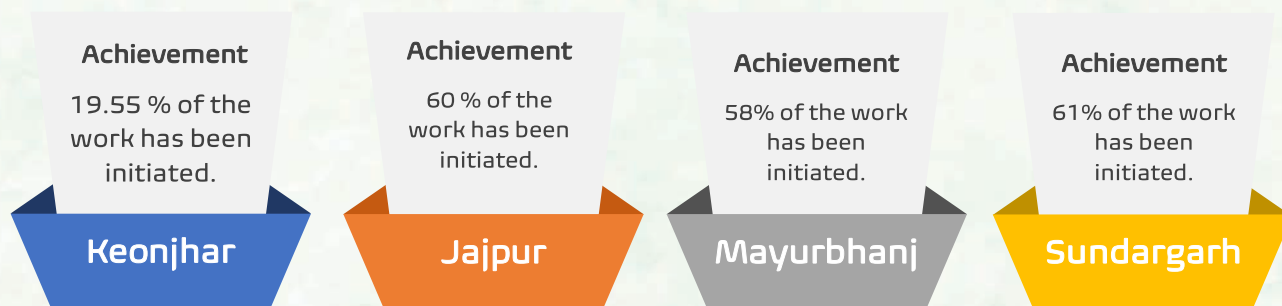 Achievement
19.55 % of the
work has been
initiated.
Keonjhar
Achievement
60 % of the
work has been
initiated.
Jajpur
Achievement
58% of the work
has been
initiated.
Mayurbhanj
Achievement
61% of the work
has been
initiated.
Sundargarh